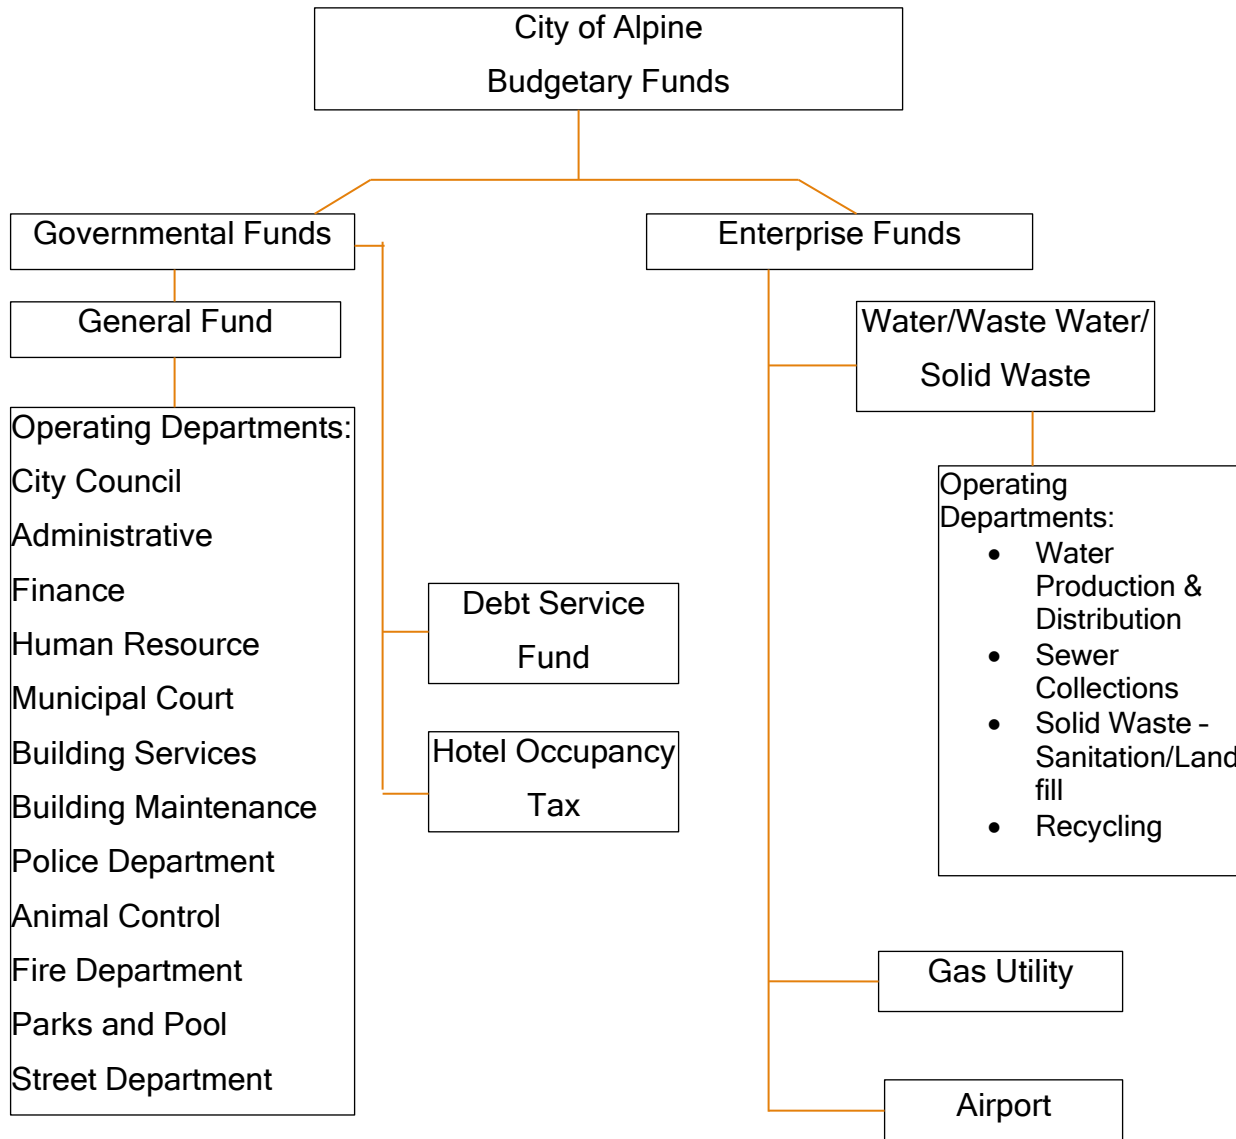 City of Alpine
Budgetary Funds
Governmental Funds
General Fund
Operating Departments:
City Council
Administrative
Finance
Human Resource
Municipal Court
Building Services
Building Maintenance
Police Department
Animal Control
Fire Department
Parks and Pool
Street Department
Debt Service
Fund
Hotel Occupancy
Tax
Enterprise Funds
Water/Waste Water/
Solid Waste
Operating
Departments:
• Water
Production &
Distribution
• Sewer
Collections
• Solid Waste –
Sanitation/Land
fill
• Recycling
Gas Utility
Airport